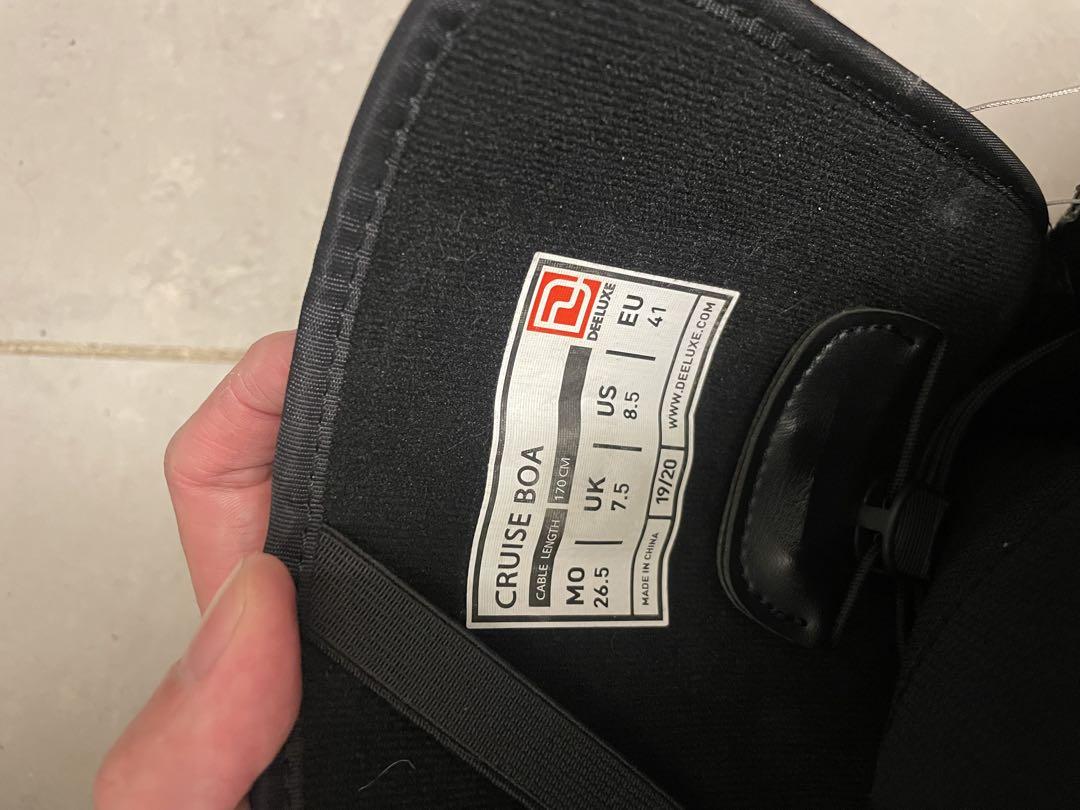 DEELUXE
CRUISE BOA
CABLE LENGTH: 170 CM
MO | UK | US | EU
26.5 7.5 8.5 41
MADE IN CHINA | 19/20 | WWW.DEELUXE.COM